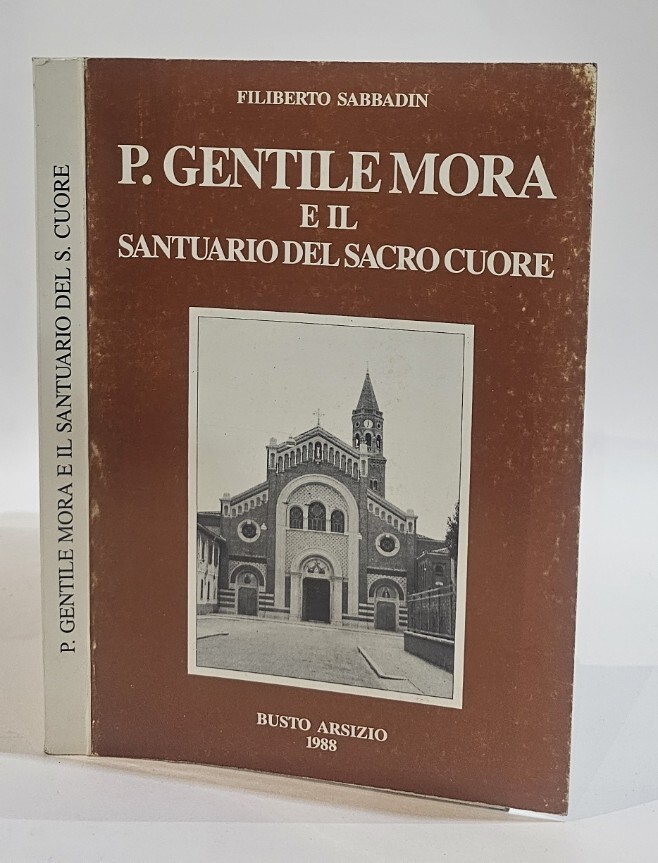 P. GENTILE MORA E IL SANTUARIO DEL S. CUORE
FILIBERTO SABBADIN
P. GENTILE MORA
E IL
SANTUARIO DEL SACRO CUORE
BUSTO ARSIZIO
1988